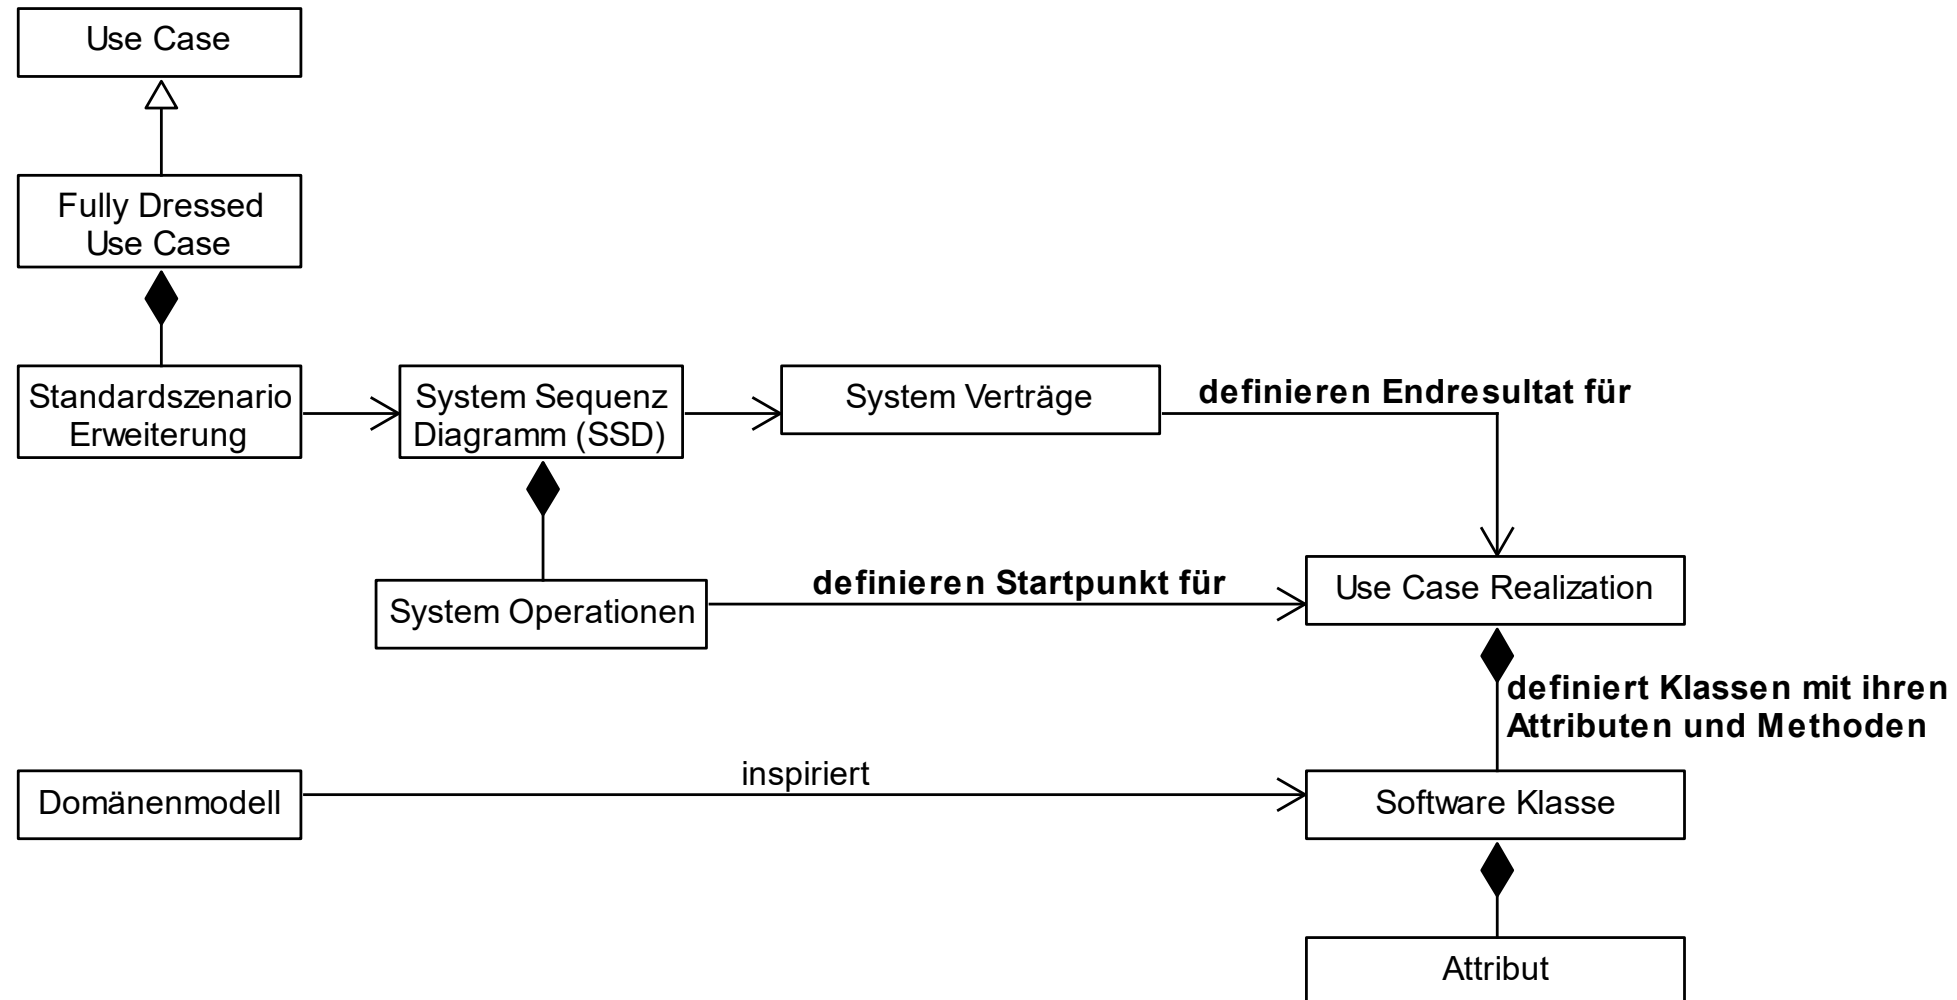 Use Case
Fully Dressed
Use Case
Standardszenario
Erweiterung
System Sequenz
Diagramm (SSD)
System Verträge
definieren Endresultat für
System Operationen
definieren Startpunkt für
Use Case Realization
definiert Klassen mit ihren
Attributen und Methoden
Domänenmodell
inspiriert
Software Klasse
Attribut